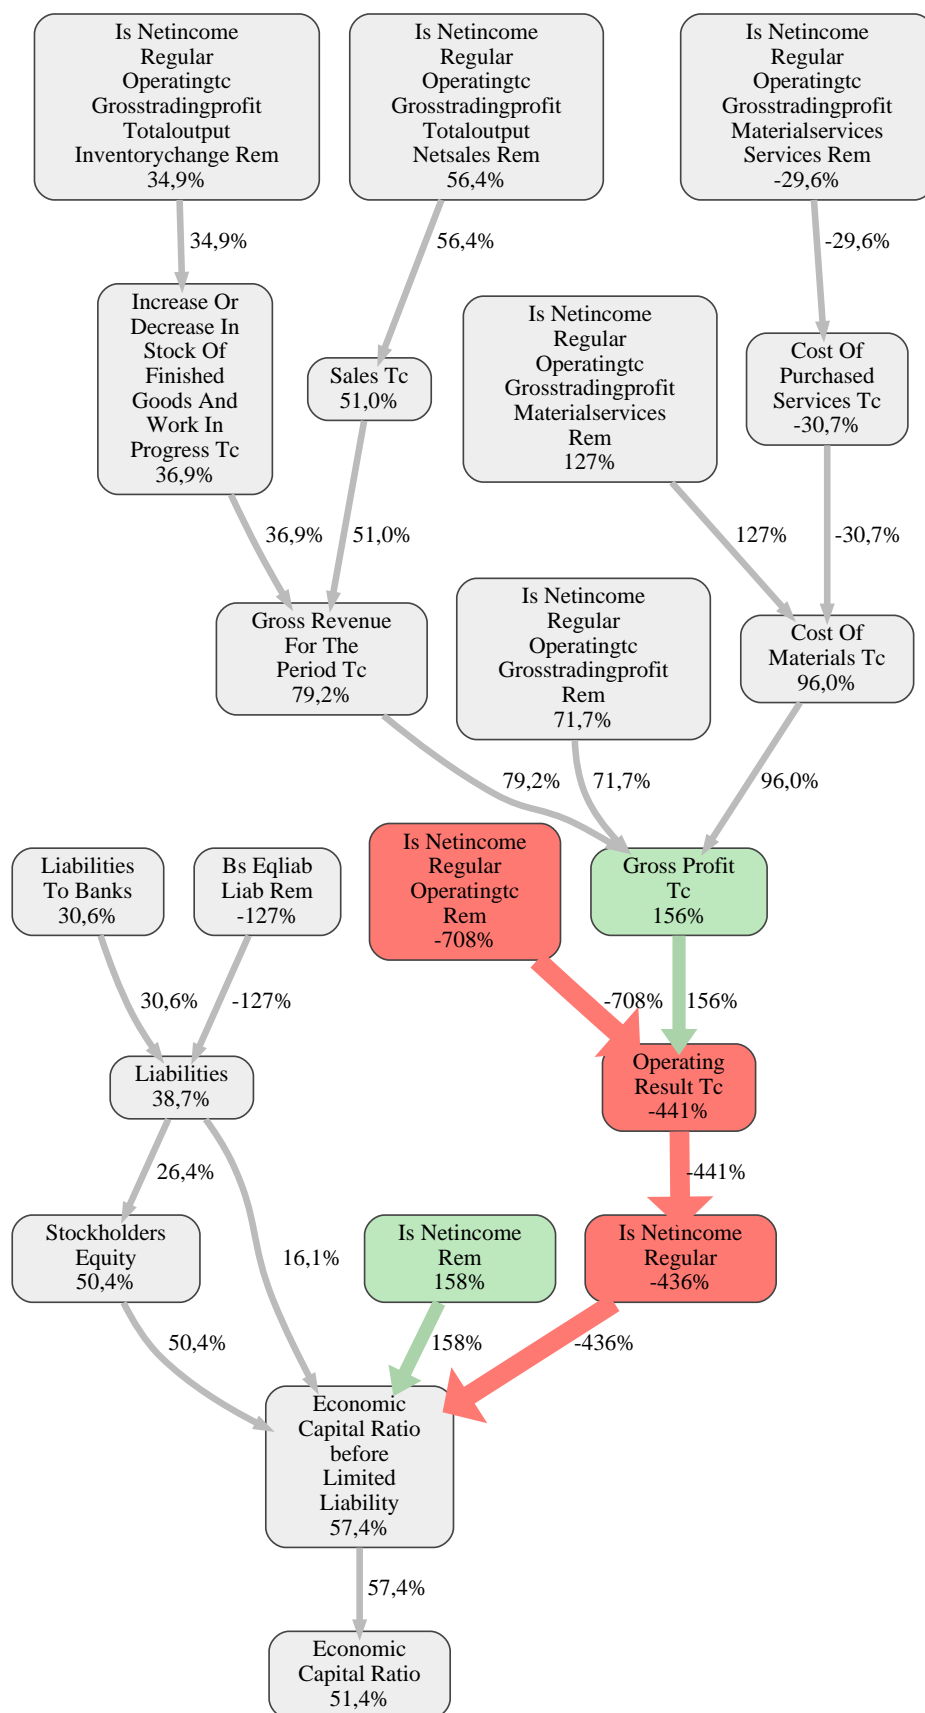 Is Netincome
Regular
Operatingtc
Grosstradingprofit
Totaloutput
Inventorychange Rem
34,9%
Is Netincome
Regular
Operatingtc
Grosstradingprofit
Totaloutput
Netsales Rem
56,4%
Is Netincome
Regular
Operatingtc
Grosstradingprofit
Materialservices
Services Rem
-29,6%
34,9%
56,4%
-29,6%
Increase Or
Decrease In
Stock Of
Finished
Goods And
Work In
Progress Tc
36,9%
Sales Tc
51,0%
Is Netincome
Regular
Operatingtc
Grosstradingprofit
Materialservices
Rem
127%
Cost Of
Purchased
Services Tc
-30,7%
36,9%
51,0%
127%
-30,7%
Gross Revenue
For The
Period Tc
79,2%
Is Netincome
Regular
Operatingtc
Grosstradingprofit
Rem
71,7%
Cost Of
Materials Tc
96,0%
79,2%
71,7%
96,0%
Liabilities
To Banks
30,6%
Bs Eqliab
Liab Rem
-127%
Is Netincome
Regular
Operatingtc
Rem
-708%
Gross Profit
Tc
156%
30,6%
-127%
-708%
156%
Liabilities
38,7%
Operating
Result Tc
-441%
26,4%
-441%
Stockholders
Equity
50,4%
16,1%
Is Netincome
Rem
158%
Is Netincome
Regular
-436%
50,4%
158%
-436%
Economic
Capital Ratio
before
Limited
Liability
57,4%
57,4%
Economic
Capital Ratio
51,4%